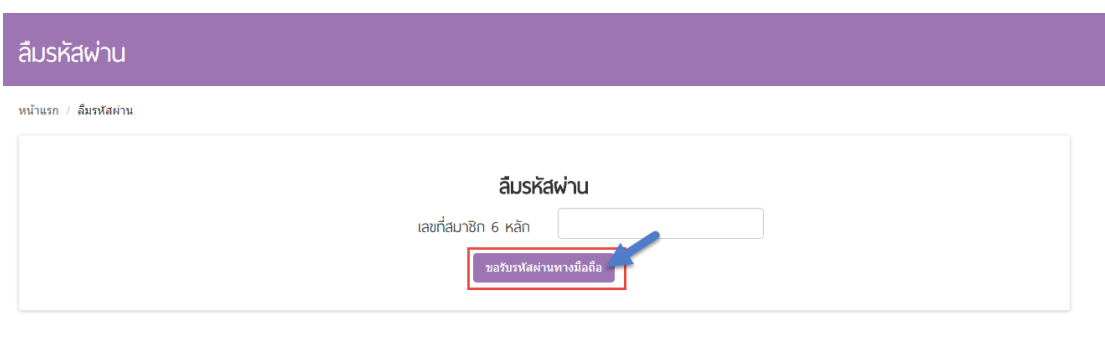 ลืมรหัสผ่าน
หน้าแรก / ลืมรหัสผ่าน
ลืมรหัสผ่าน
เลขที่สมาชิก 6 หลัก
ขอรับรหัสผ่านทางมือถือ